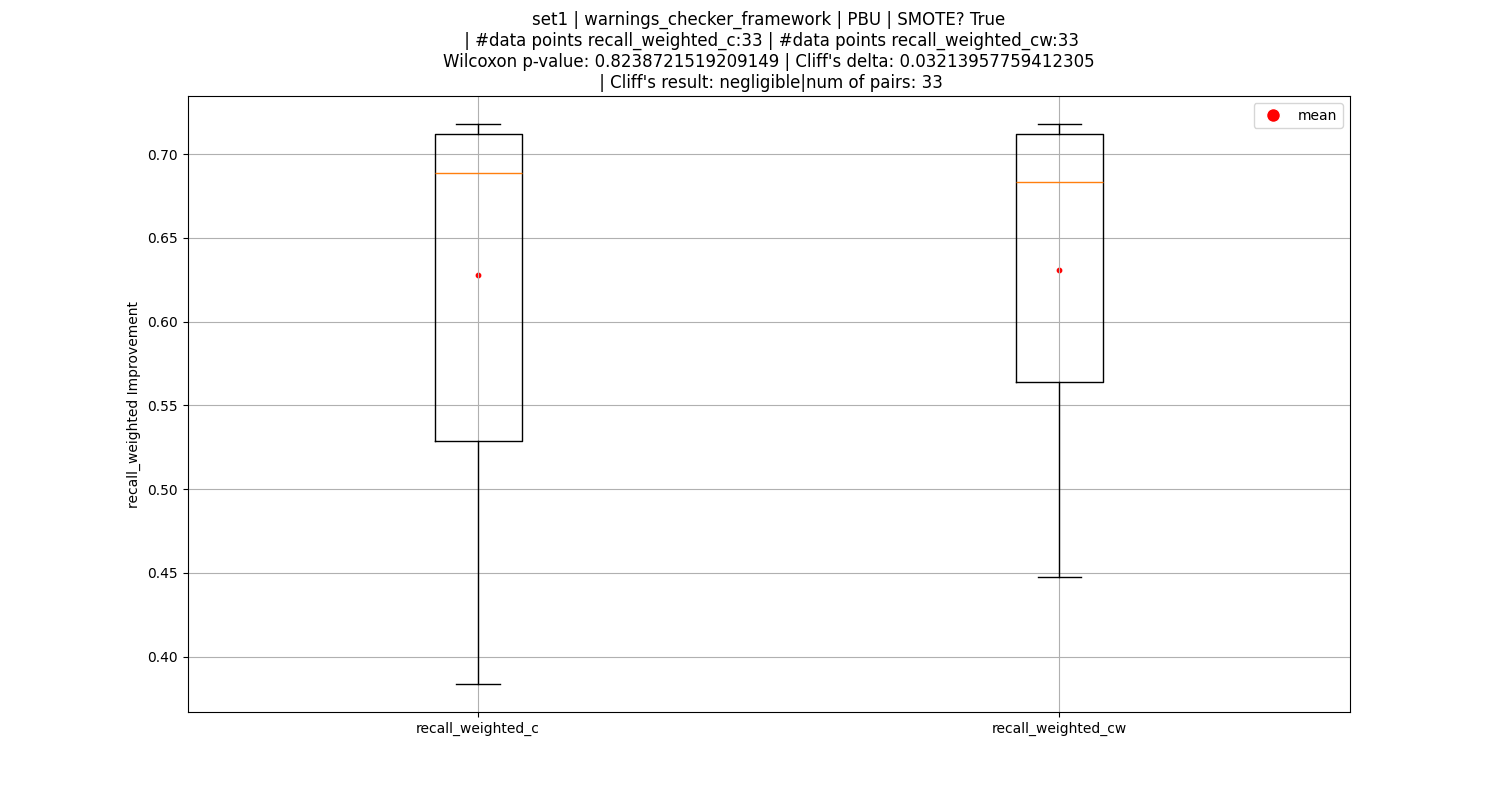 set1 | warnings_checker_framework | PBU | SMOTE? True
| #data points recall_weighted_c:33 | #data points recall_weighted_cw:33
Wilcoxon p-value: 0.8238721519209149 | Cliff's delta: 0.03213957759412305
| Cliff's result: negligible|num of pairs: 33
mean
0.70
0.65
0.60
0.55
0.50
0.45
0.40
recall_weighted Improvement
recall_weighted_c
recall_weighted_cw